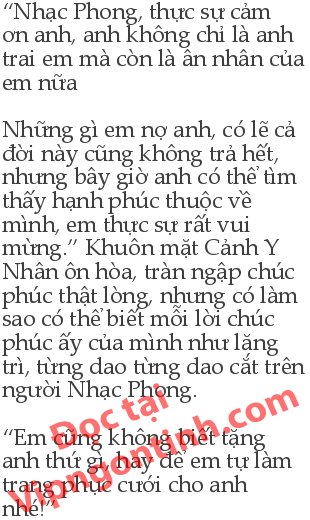 “Nhạc Phong, thực sự cảm
ơn anh, anh không chỉ là anh
trai em mà còn là ân nhân của
em nữa
Những gì em nợ anh, có lẽ cả
đời này cũng không trả hết,
nhưng bây giờ anh có thể tìm
thấy hạnh phúc thuộc về
mình, em thực sự rất vui
mừng.” Khuôn mặt Cảnh Y
Nhân ôn hòa, tràn ngập chúc
phúc thật lòng, nhưng có làm
sao có thể biết mỗi lời chúc
phúc ấy của mình như lăng
trì, từng dao từng dao cắt trên
người Nhạc Phong.
“Em cũng không biết tặng
anh thứ gì, hay để em tự làm
trang phục cưới cho anh
nhé!”
Đọc tại
Vipngontinh.com